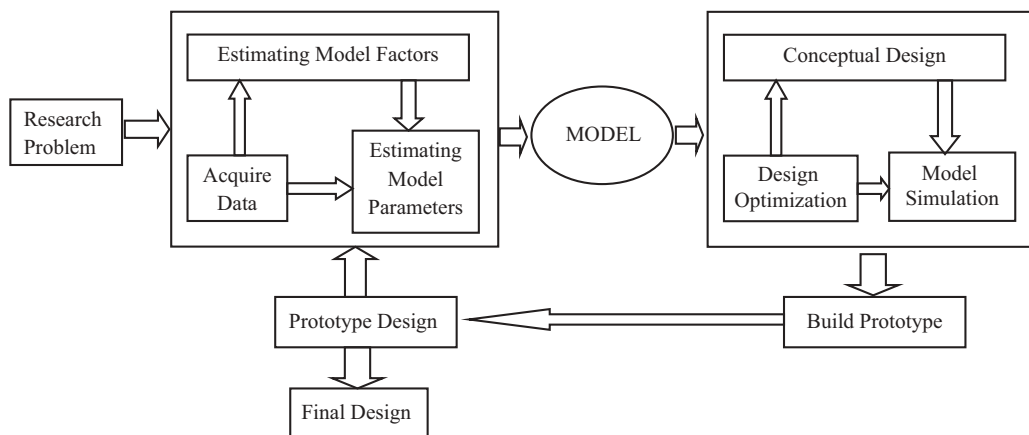 Research
Problem
Estimating Model Factors
Acquire
Data
Estimating
Model
Parameters
MODEL
Conceptual Design
Design
Optimization
Model
Simulation
Prototype Design
Build Prototype
Final Design